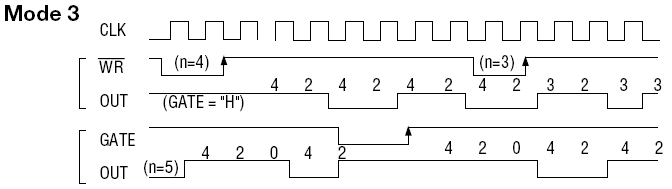 Mode 3
CLK
WR (n=4) (n=3)
4 2 4 2 4 2 4 2 3 2 3 3
OUT (GATE = "H")
GATE
4 2 0 4 2 4 2 0 4 2 4 2
OUT (n=5)